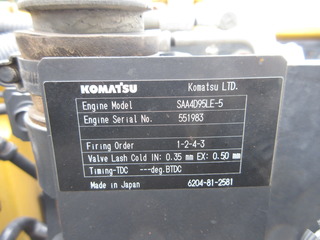 KOMATSU Komatsu LTD.
Engine Model SAA4D95LE-5
Engine Serial No. 551983
Firing Order 1-2-4-3
Valve Lash Cold IN: 0.35 mm EX: 0.50 mm
Timing-TDC ---deg.BTDC
Made in Japan 6204-81-2581